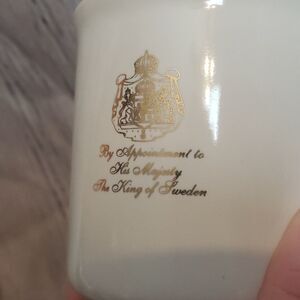 By Appointment to
His Majesty
The King of Sweden